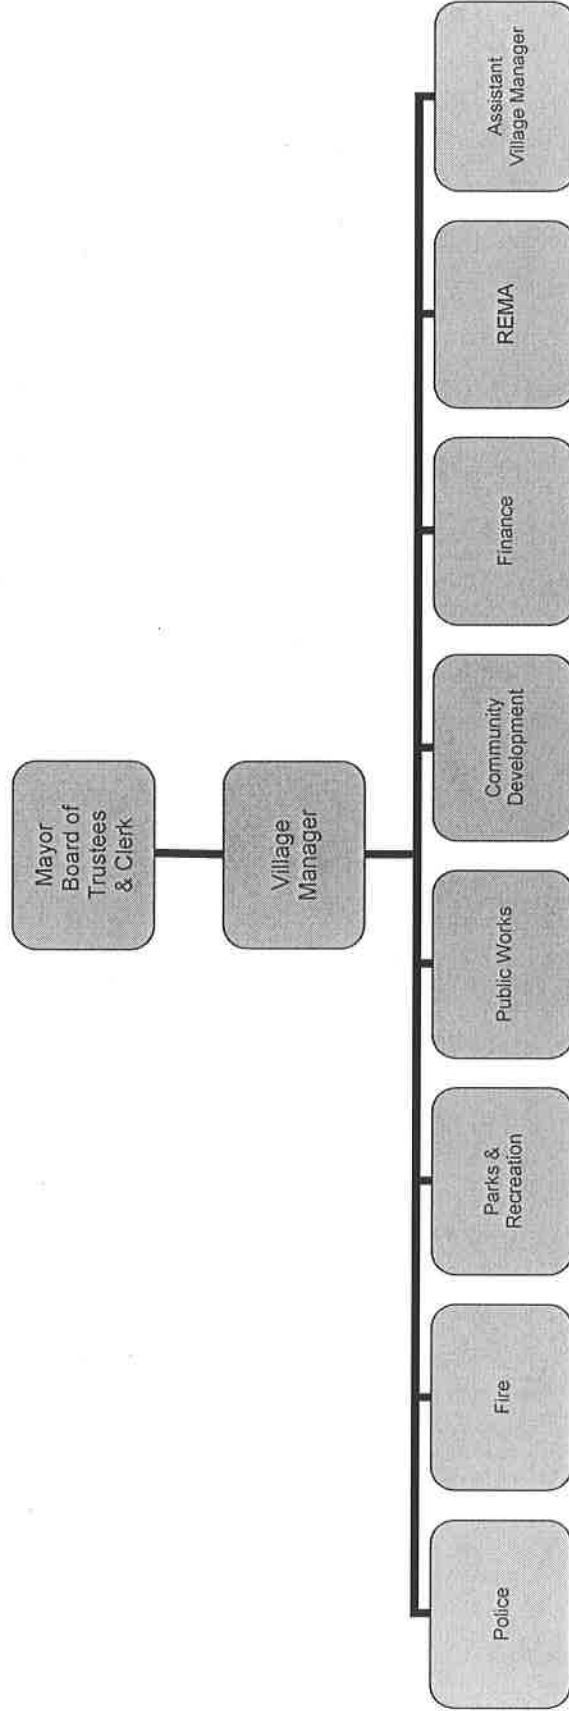 Mayor
Board of
Trustees
& Clerk
Village
Manager
Police
Fire
Parks &
Recreation
Public Works
Community
Development
Finance
REMA
Assistant
Village Manager